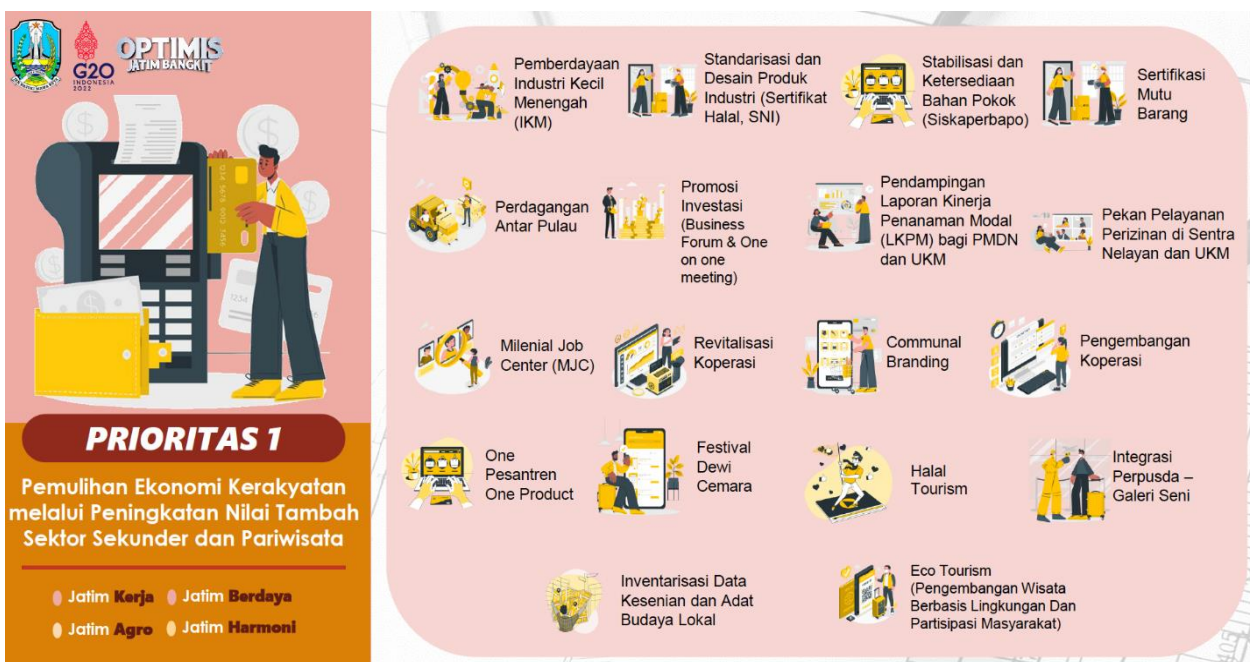 G20
INDONESIA
2022
OPTIMIS
JATIM BANGKIT
PRIORITAS 1
Pemulihan Ekonomi Kerakyatan
melalui Peningkatan Nilai Tambah
Sektor Sekunder dan Pariwisata
Jatim Kerja
Jatim Berdaya
Jatim Agro
Jatim Harmoni
Pemberdayaan
Industri Kecil
Menengah
(IKM)
Standarisasi dan
Desain Produk
Industri (Sertifikat
Halal, SNI)
Stabilisasi dan
Ketersediaan
Bahan Pokok
(Siskaperbapo)
Sertifikasi
Mutu
Barang
Perdagangan
Antar Pulau
Promosi
Investasi
(Business
Forum & One
on one
meeting)
Pendampingan
Laporan Kinerja
Penanaman Modal
(LKPM) bagi PMDN
dan UKM
Pekan Pelayanan
Perizinan di Sentra
Nelayan dan UKM
Milenial Job
Center (MJC)
Revitalisasi
Koperasi
Communal
Branding
Pengembangan
Koperasi
One
Pesantren
One Product
Festival
Dewi
Cemara
Halal
Tourism
Integrasi
Perpusda –
Galeri Seni
Inventarisasi Data
Kesenian dan Adat
Budaya Lokal
Eco Tourism
(Pengembangan Wisata
Berbasis Lingkungan Dan
Partisipasi Masyarakat)